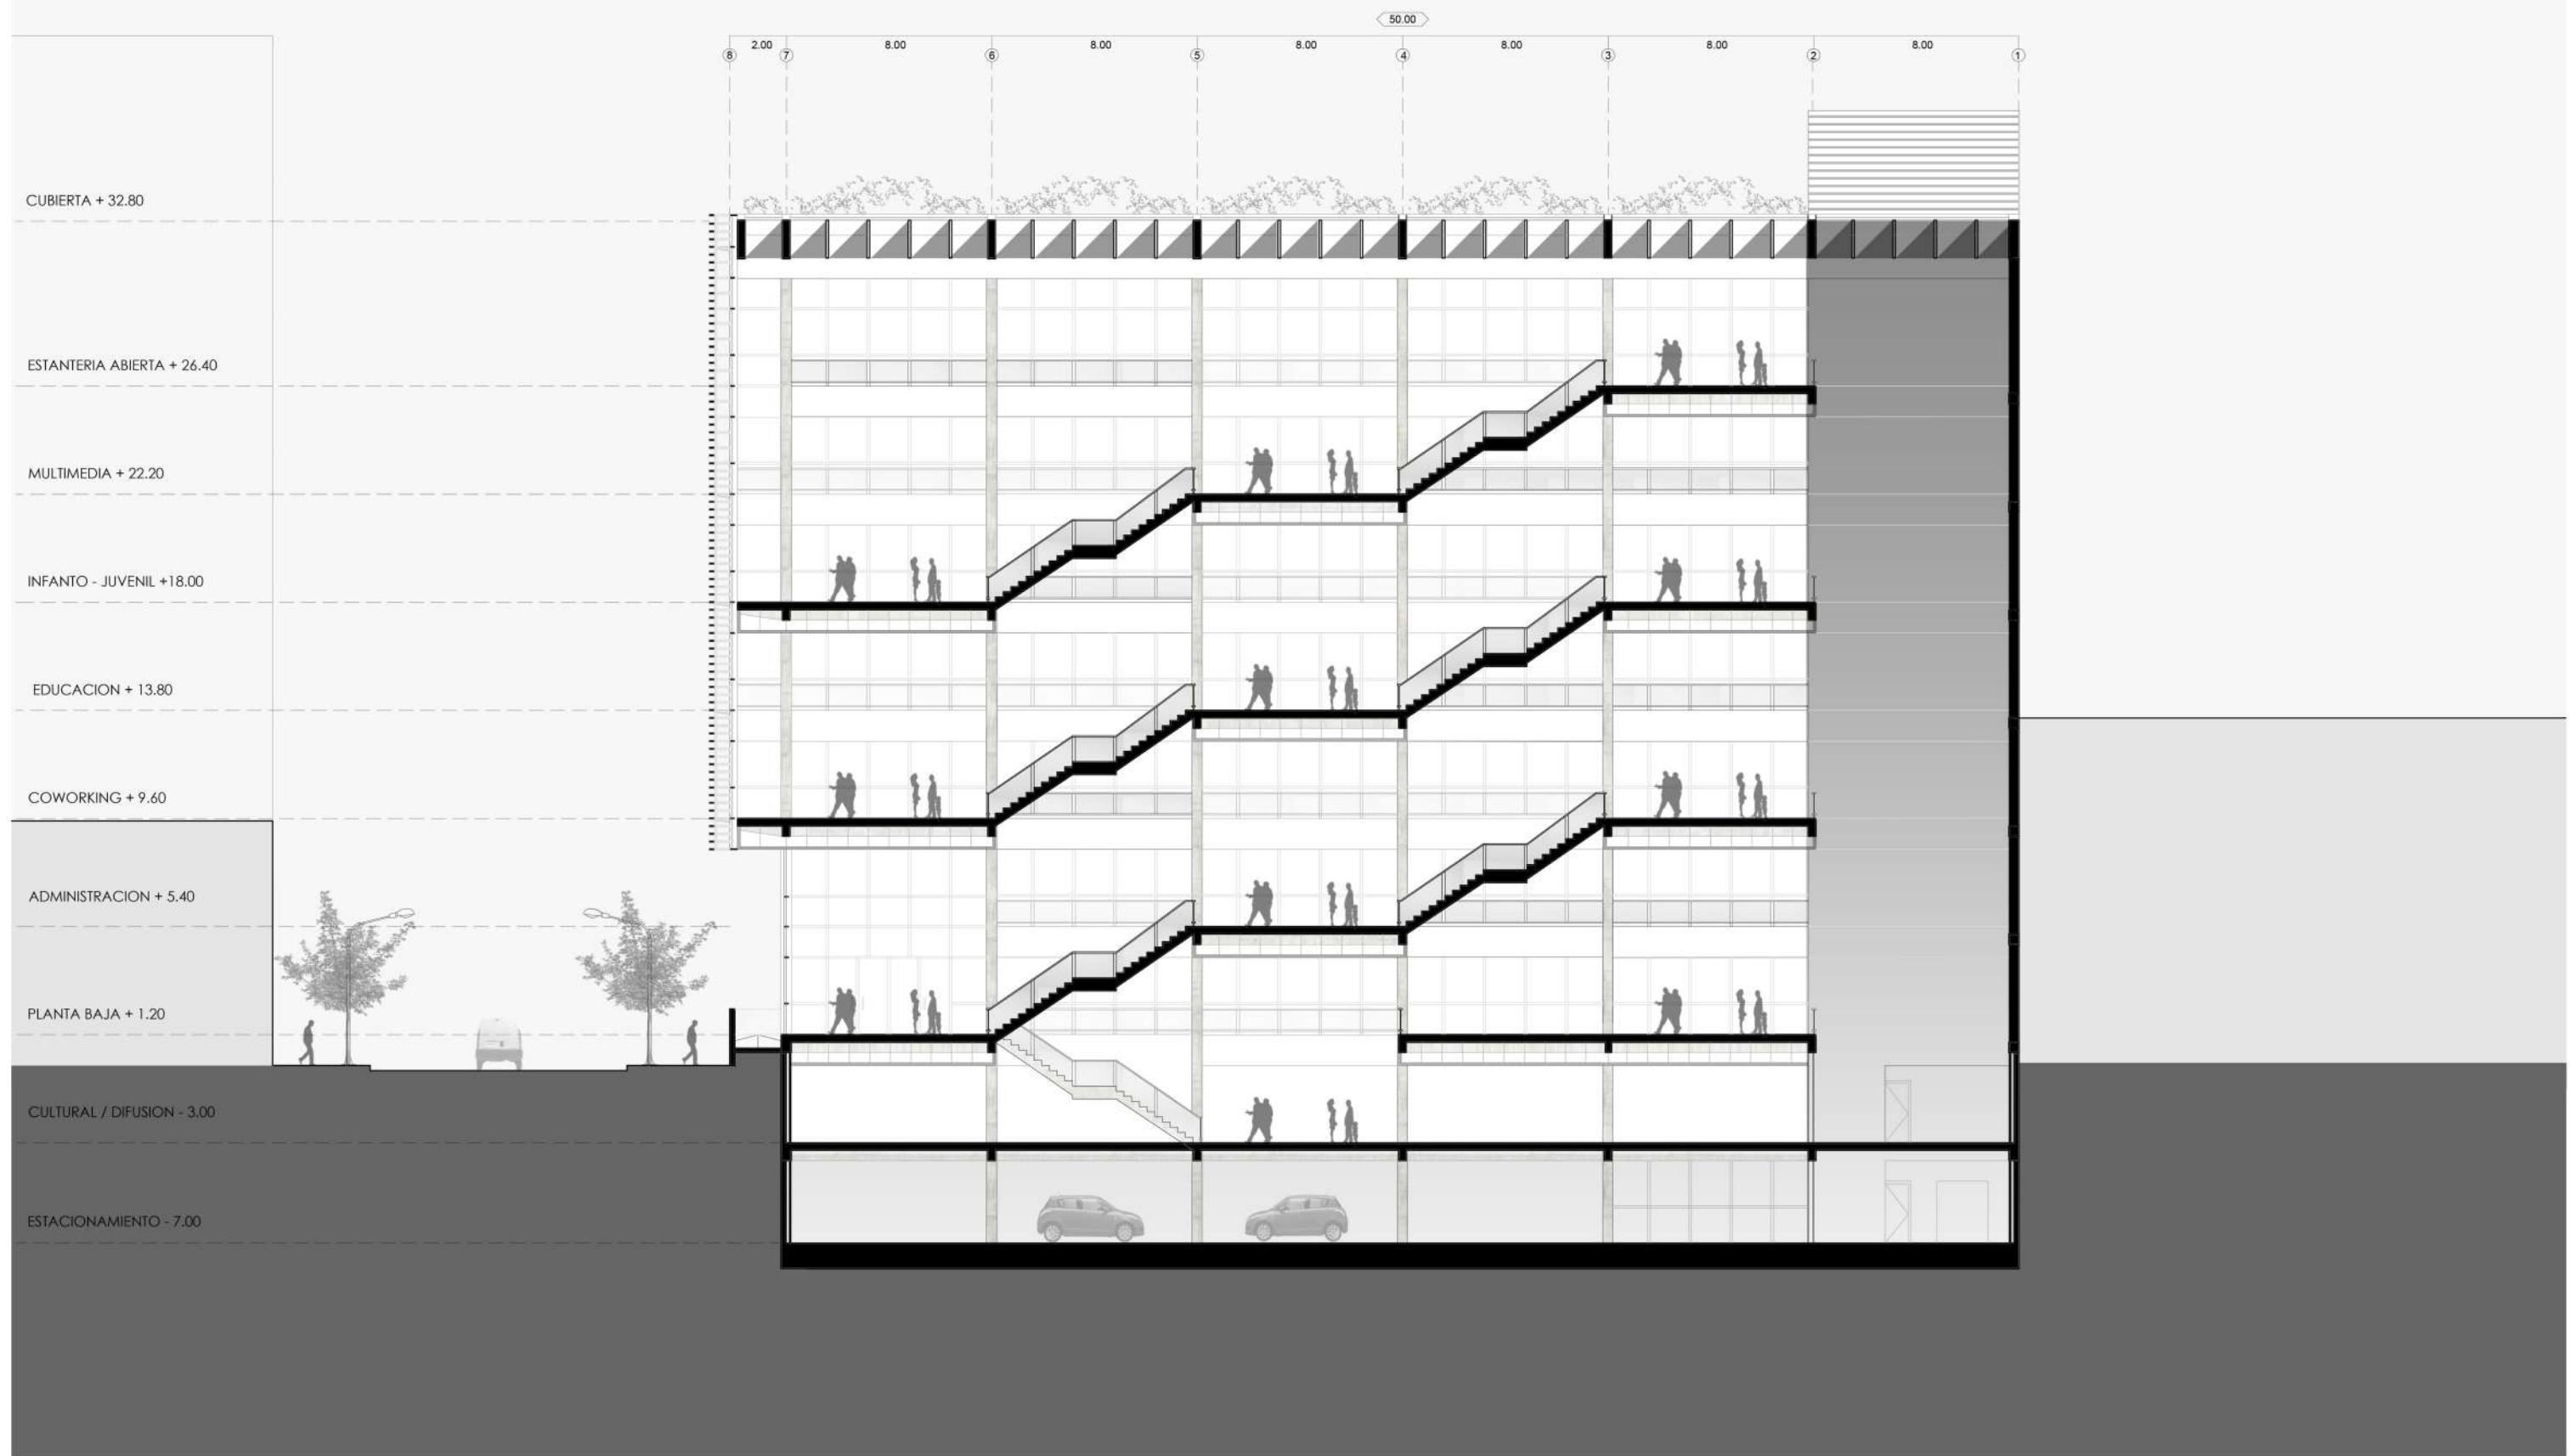 50.00
2.00 8.00 8.00 8.00 8.00 8.00 8.00
8 7 6 5 4 3 2 1
CUBIERTA + 32.80
ESTANTERIA ABIERTA + 26.40
MULTIMEDIA + 22.20
INFANTO - JUVENIL +18.00
EDUCACION + 13.80
COWORKING + 9.60
ADMINISTRACION + 5.40
PLANTA BAJA + 1.20
CULTURAL / DIFUSION - 3.00
ESTACIONAMIENTO - 7.00